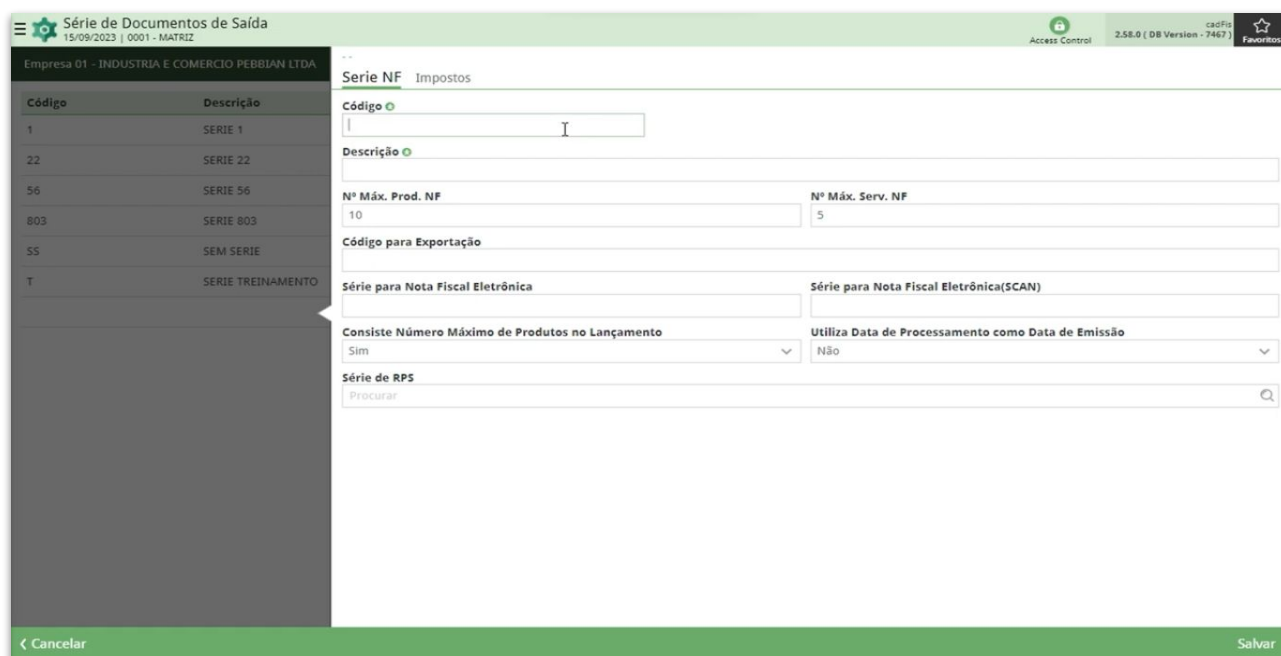 Série de Documentos de Saída
15/09/2023 | 0001 - MATRIZ
Access Control
cadFis
2.58.0 ( DB Version - 7467 )
Favoritos
Empresa 01 - INDUSTRIA E COMERCIO PEBBIAN LTDA
Código Descrição
1 SERIE 1
22 SERIE 22
56 SERIE 56
803 SERIE 803
SS SEM SERIE
T SERIE TREINAMENTO
- -
Serie NF Impostos
Código
Descrição
Nº Máx. Prod. NF Nº Máx. Serv. NF
10 5
Código para Exportação
Série para Nota Fiscal Eletrônica Série para Nota Fiscal Eletrônica(SCAN)
Consiste Número Máximo de Produtos no Lançamento Utiliza Data de Processamento como Data de Emissão
Sim Não
Série de RPS
Procurar
Cancelar Salvar